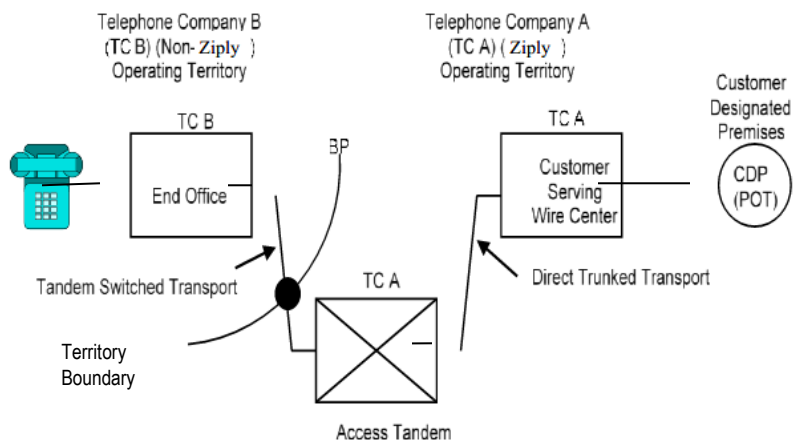 Telephone Company B
(TC B) (Non- Ziply )
Operating Territory
Telephone Company A
(TC A) ( Ziply )
Operating Territory
Customer
Designated
Premises
TC B
BP
TC A
End Office
Customer
Serving
Wire Center
CDP
(POT)
Tandem Switched Transport
TC A
Direct Trunked Transport
Territory
Boundary
Access Tandem